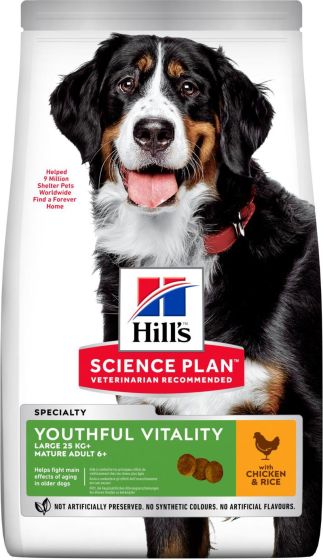 Helped
9 Million
Shelter Pets
Worldwide
Find a Forever
Home
Hill's
SCIENCE PLAN™
VETERINARIAN RECOMMENDED
SPECIALTY
YOUTHFUL VITALITY
LARGE 25 KG+
MATURE ADULT 6+
Helps fight main
effects of aging
in older dogs
with
CHICKEN
& RICE
NOT ARTIFICIALLY PRESERVED. NO SYNTHETIC COLOURS. NO ARTIFICIAL FLAVOURS.